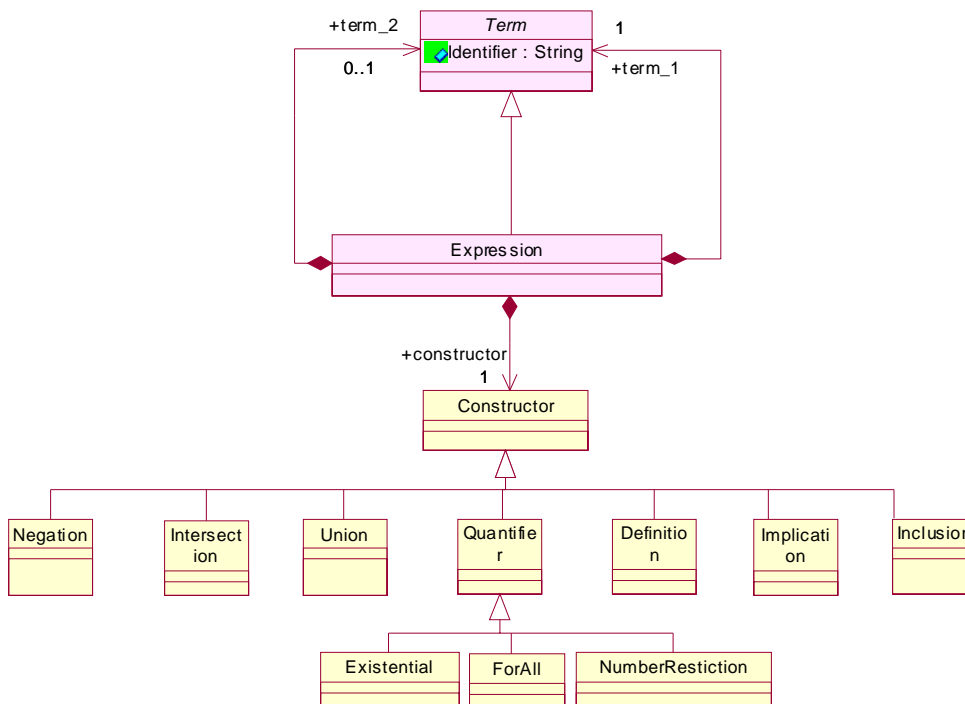 +term_2
Term
1
Identifier : String
0..1
+term_1
Expression
+constructor
1
Constructor
Negation
Intersect
ion
Union
Quantifie
r
Definitio
n
Implicati
on
Inclusion
Existential
ForAll
NumberRestiction